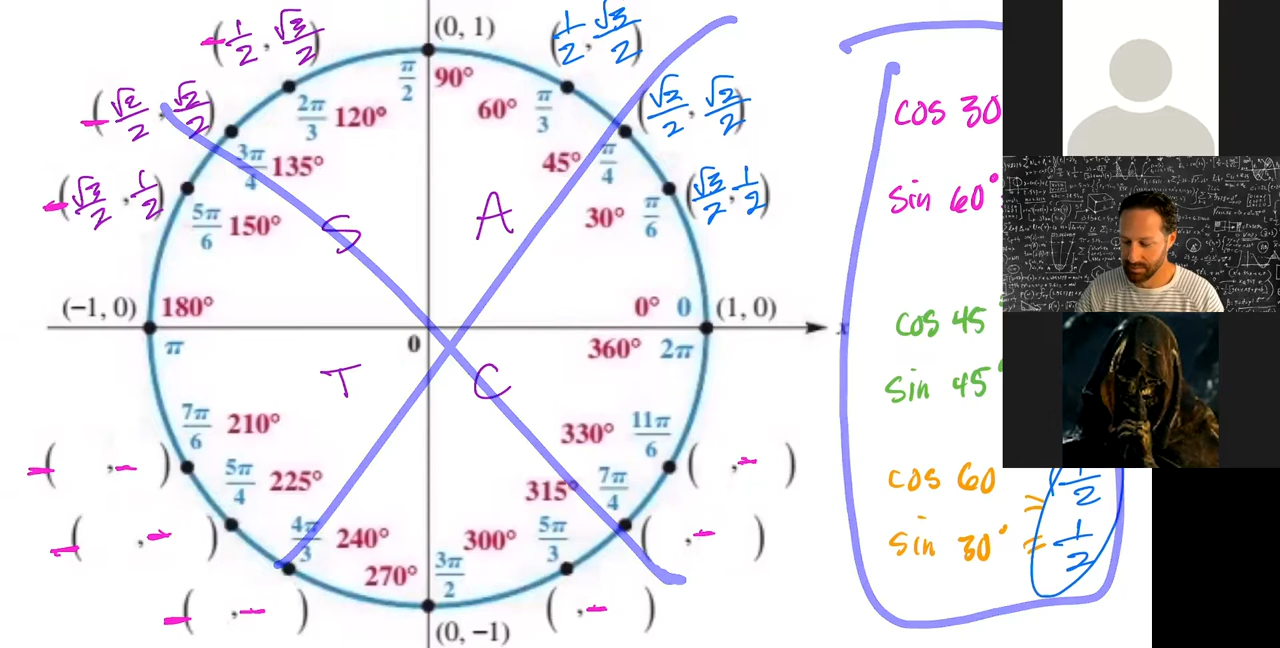 (-1/2, √3/2)
(0, 1)
(1/2, √3/2)
π/2 90°
2π/3 120°
60° π/3
(-√2/2, √2/2)
(√2/2, √2/2)
3π/4 135°
45° π/4
(-√3/2, 1/2)
(√3/2, 1/2)
5π/6 150°
30° π/6
S A
(−1, 0) 180°
0° 0 (1, 0)
π
0
360° 2π
x
T C
7π/6 210°
330° 11π/6
-( , - )
( , - )
5π/4 225°
315° 7π/4
-( , - )
( , - )
4π/3 240°
300° 5π/3
270° 3π/2
-( , - )
( , - )
(0, −1)
cos 30
sin 60°
cos 45°
sin 45°
cos 60 = 1/2
sin 30° = 1/2